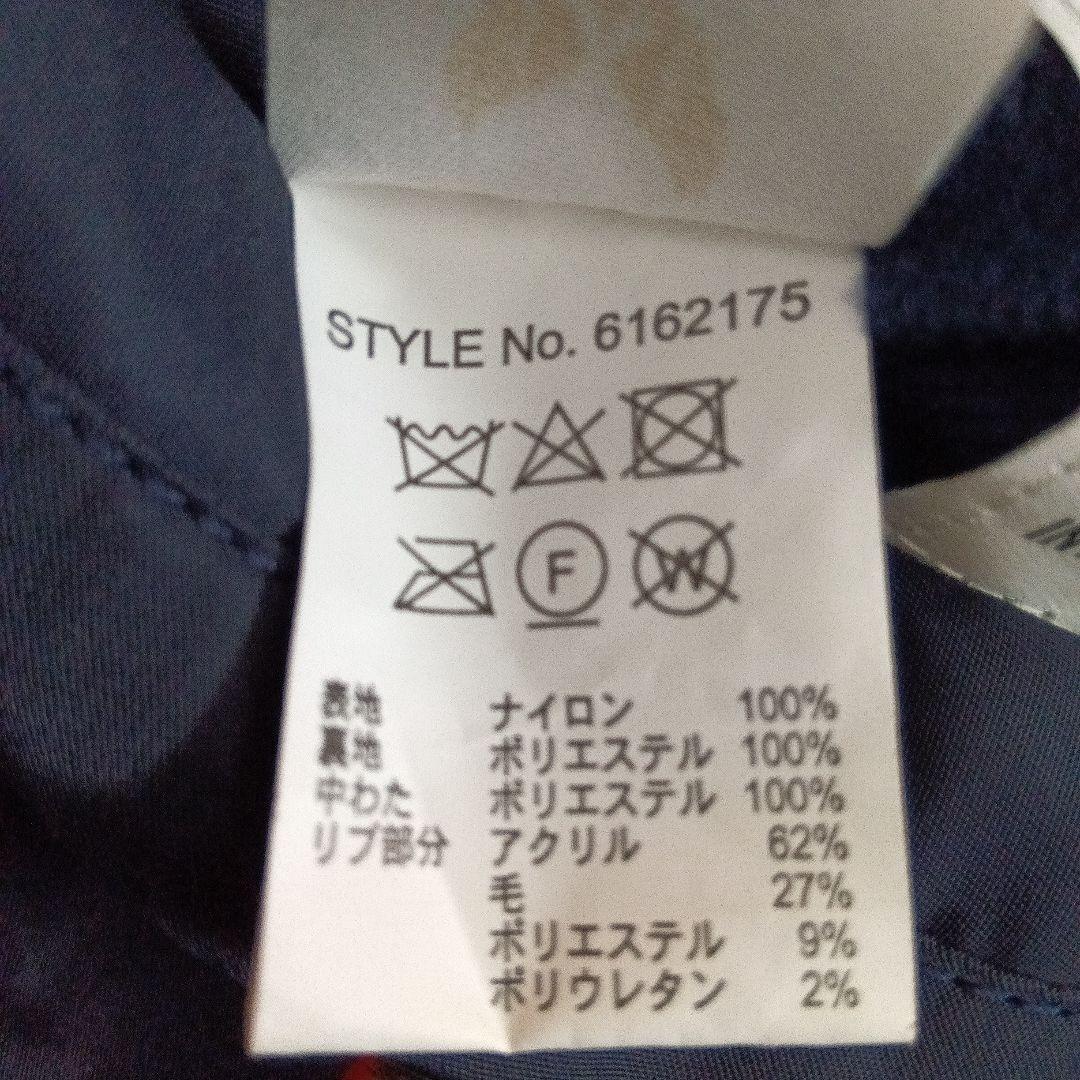 STYLE No. 6162175
F W
表地 ナイロン 100%
裏地 ポリエステル 100%
中わた ポリエステル 100%
リブ部分 アクリル 62%
毛 27%
ポリエステル 9%
ポリウレタン 2%